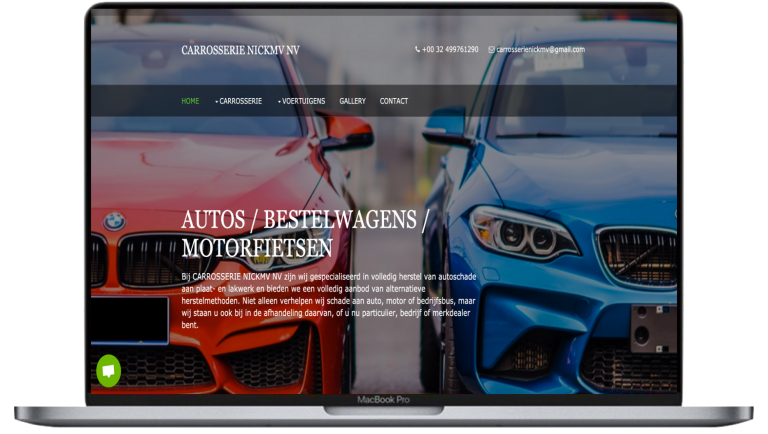 CARROSSERIE NICKMV NV
+00 32 499761290 carrosserienickmv@gmail.com
HOME CARROSSERIE VOERTUIGENS GALLERY CONTACT
AUTOS / BESTELWAGENS /
MOTORFIETSEN
Bij CARROSSERIE NICKMV NV zijn wij gespecialiseerd in volledig herstel van autoschade
aan plaat- en lakwerk en bieden we een volledig aanbod van alternatieve
herstelmethoden. Niet alleen verhelpen wij schade aan auto, motor of bedrijfsbus, maar
wij staan u ook bij in de afhandeling daarvan, of u nu particulier, bedrijf of merkdealer
bent.
MacBook Pro